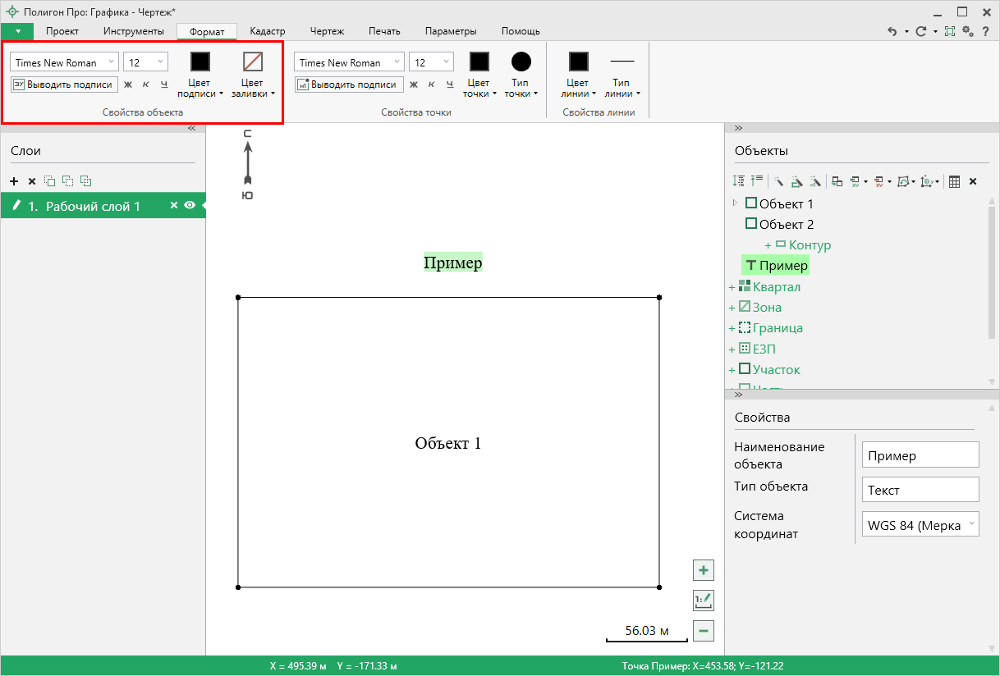 Полигон Про: Графика - Чертеж*
Проект Инструменты Формат Кадастр Чертеж Печать Параметры Помощь
Times New Roman 12 Times New Roman 12
ЗУ Выводить подписи Ж К Ч Цвет подписи Цвет заливки
н1 Выводить подписи Ж К Ч Цвет точки Тип точки Цвет линии Тип линии
Свойства объекта Свойства точки Свойства линии
Слои
1. Рабочий слой 1
С
Ю
Пример
Объект 1
56.03 м
Объекты
Объект 1
Объект 2
+ Контур
Пример
+ Квартал
+ Зона
+ Граница
+ ЕЗП
+ Участок
Свойства
Наименование объекта Пример
Тип объекта Текст
Система координат WGS 84 (Мерка
X = 495.39 м Y = -171.33 м Точка Пример: X=453.58; Y=-121.22